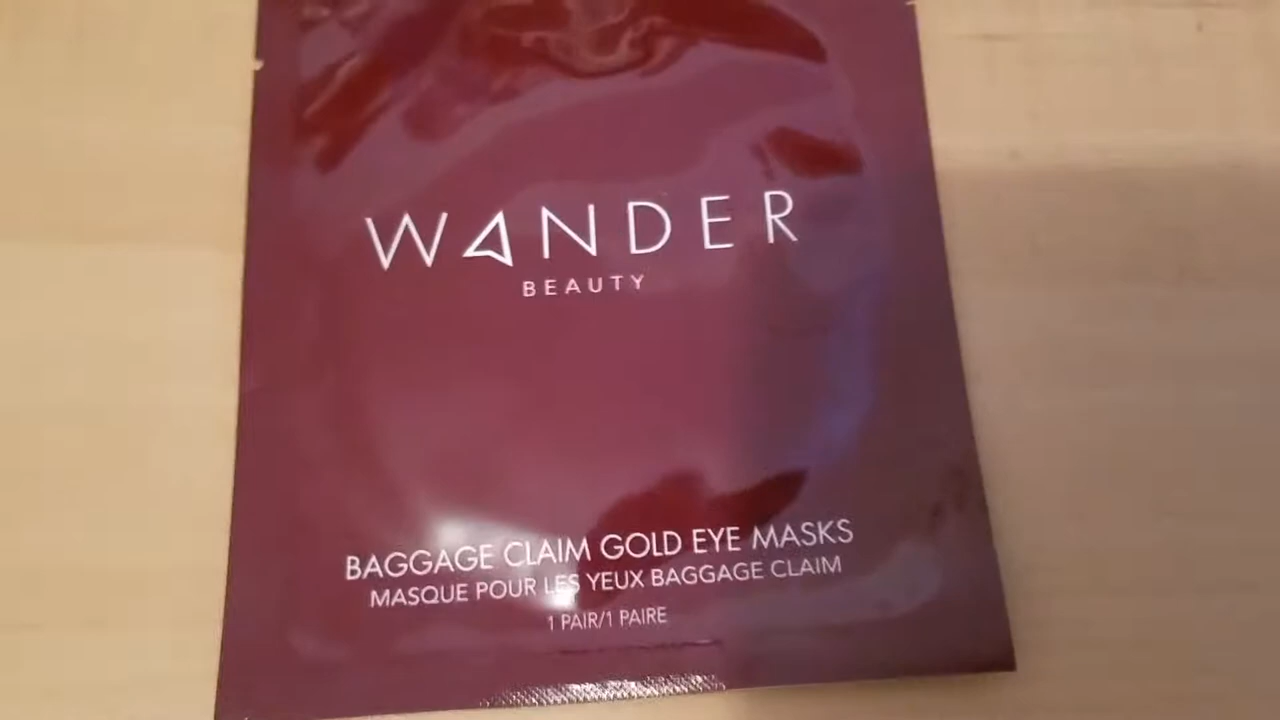 WANDER
BEAUTY
BAGGAGE CLAIM GOLD EYE MASKS
MASQUE POUR LES YEUX BAGGAGE CLAIM
1 PAIR/1 PAIRE